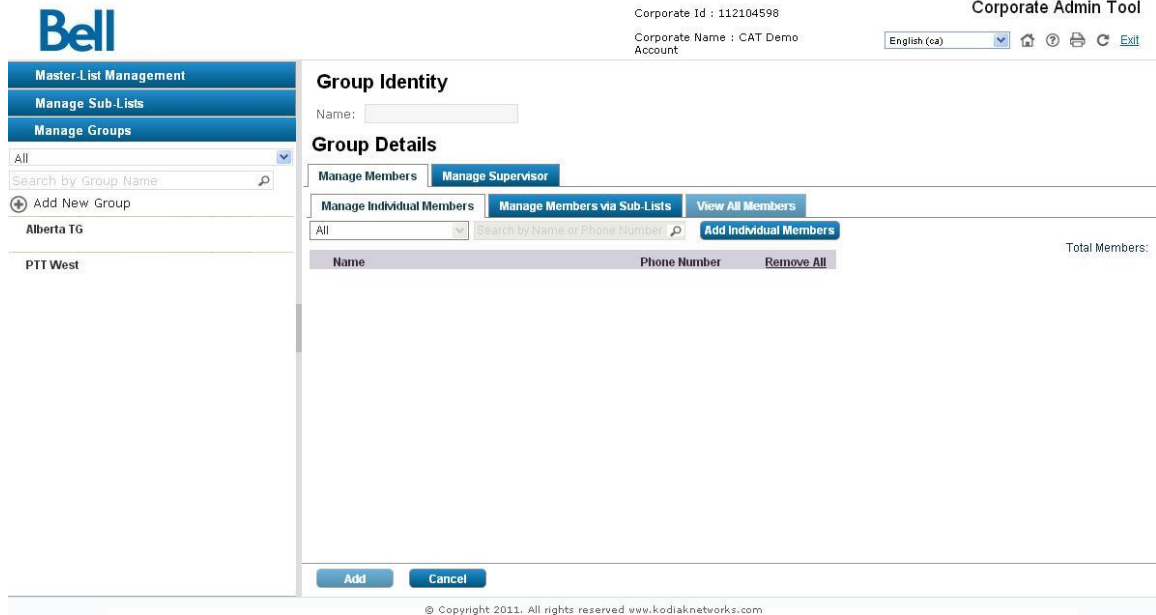 Bell
Corporate Id : 112104598
Corporate Name : CAT Demo
Account
Corporate Admin Tool
English (ca)
Exit
Master-List Management
Manage Sub-Lists
Manage Groups
All
Search by Group Name
Add New Group
Alberta TG
PTT West
Group Identity
Name:
Group Details
Manage Members Manage Supervisor
Manage Individual Members Manage Members via Sub-Lists View All Members
All Search by Name or Phone Number Add Individual Members
Total Members:
Name Phone Number Remove All
Add Cancel
© Copyright 2011. All rights reserved www.kodiaknetworks.com